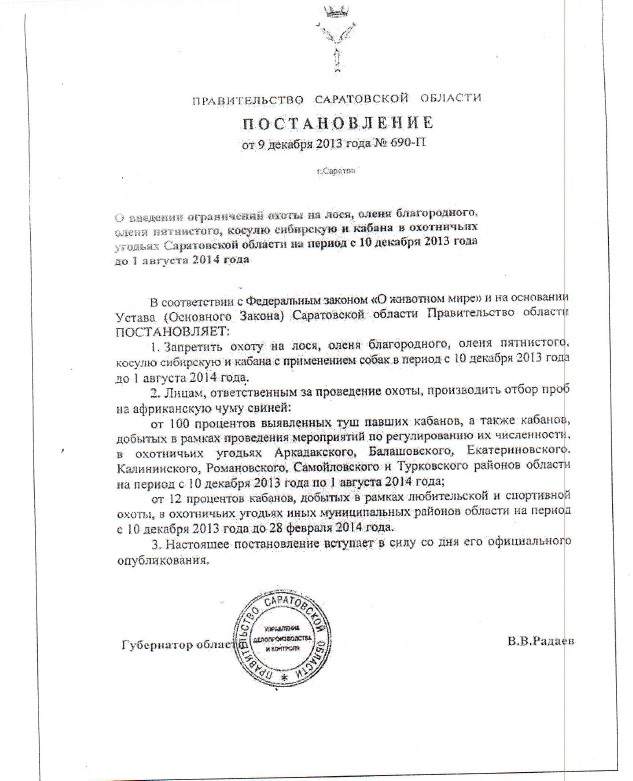 ПРАВИТЕЛЬСТВО САРАТОВСКОЙ ОБЛАСТИ
ПОСТАНОВЛЕНИЕ
от 9 декабря 2013 года № 690-П
г.Саратов
О введении ограничений охоты на лося, оленя благородного,
оленя пятнистого, косулю сибирскую и кабана в охотничьих
угодьях Саратовской области на период с 10 декабря 2013 года
до 1 августа 2014 года
В соответствии с Федеральным законом «О животном мире» и на основании
Устава (Основного Закона) Саратовской области Правительство области
ПОСТАНОВЛЯЕТ:
1. Запретить охоту на лося, оленя благородного, оленя пятнистого,
косулю сибирскую и кабана с применением собак в период с 10 декабря 2013 года
до 1 августа 2014 года.
2. Лицам, ответственным за проведение охоты, производить отбор проб
на африканскую чуму свиней:
от 100 процентов выявленных туш павших кабанов, а также кабанов,
добытых в рамках проведения мероприятий по регулированию их численности,
в охотничьих угодьях Аркадакского, Балашовского, Екатериновского,
Калининского, Романовского, Самойловского и Турковского районов области
на период с 10 декабря 2013 года по 1 августа 2014 года;
от 12 процентов кабанов, добытых в рамках любительской и спортивной
охоты, в охотничьих угодьях иных муниципальных районов области на период
с 10 декабря 2013 года до 28 февраля 2014 года.
3. Настоящее постановление вступает в силу со дня его официального
опубликования.
Губернатор области
В.В.Радаев
ПРАВИТЕЛЬСТВО САРАТОВСКОЙ ОБЛАСТИ
УПРАВЛЕНИЕ
ДЕЛОПРОИЗВОДСТВА
И КОНТРОЛЯ